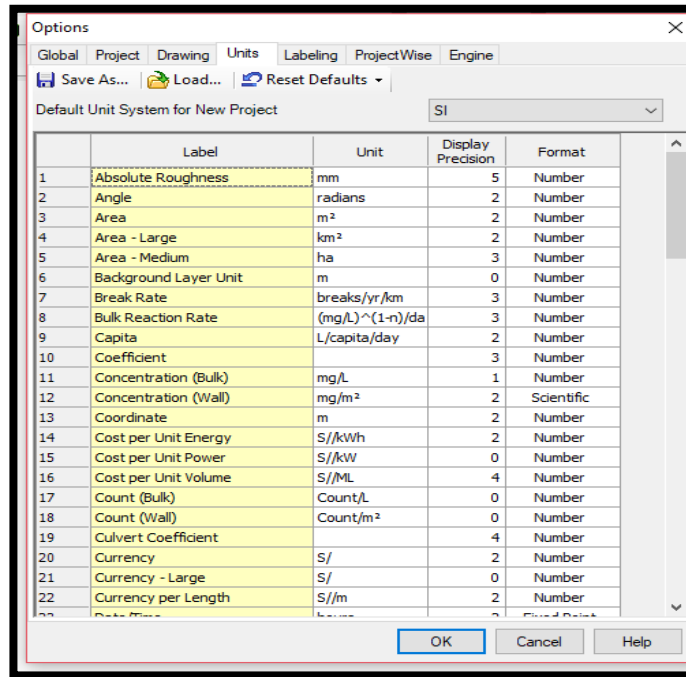 Options
Global Project Drawing Units Labeling ProjectWise Engine
Save As... Load... Reset Defaults
Default Unit System for New Project SI
Label Unit Display Precision Format
1 Absolute Roughness mm 5 Number
2 Angle radians 2 Number
3 Area m² 2 Number
4 Area - Large km² 2 Number
5 Area - Medium ha 3 Number
6 Background Layer Unit m 0 Number
7 Break Rate breaks/yr/km 3 Number
8 Bulk Reaction Rate (mg/L)^(1-n)/da 3 Number
9 Capita L/capita/day 2 Number
10 Coefficient 3 Number
11 Concentration (Bulk) mg/L 1 Number
12 Concentration (Wall) mg/m² 2 Scientific
13 Coordinate m 2 Number
14 Cost per Unit Energy S//kWh 2 Number
15 Cost per Unit Power S//kW 0 Number
16 Cost per Unit Volume S//ML 4 Number
17 Count (Bulk) Count/L 0 Number
18 Count (Wall) Count/m² 0 Number
19 Culvert Coefficient 4 Number
20 Currency S/ 2 Number
21 Currency - Large S/ 0 Number
22 Currency per Length S//m 2 Number
OK Cancel Help